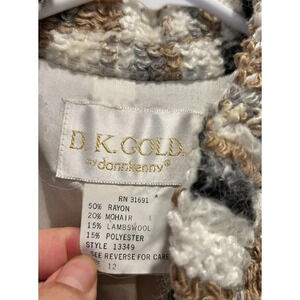 D.K. GOLD.
by dannkenny®
RN 31691
50% RAYON
20% MOHAIR
15% LAMBSWOOL
15% POLYESTER
STYLE 13349
SEE REVERSE FOR CARE
12